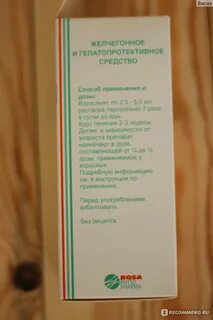 ЖЕЛЧЕГОННОЕ
И ГЕПАТОПРОТЕКТИВНОЕ
СРЕДСТВО
Способ применения и
дозы:
Взрослым: по 2,5 - 5,0 мл
раствора перорально 3 раза
в сутки до еды.
Курс лечения 2-3 недели.
Детям: в зависимости от
возраста препарат
назначают в дозе,
составляющей от ¼ до ½
дозы, применяемой у
взрослых.
Подробную информацию
см. в инструкции по
применению.
Перед употреблением
взбалтывать.
Без рецепта
ROSA
PHARM
IRECOMMEND.RU